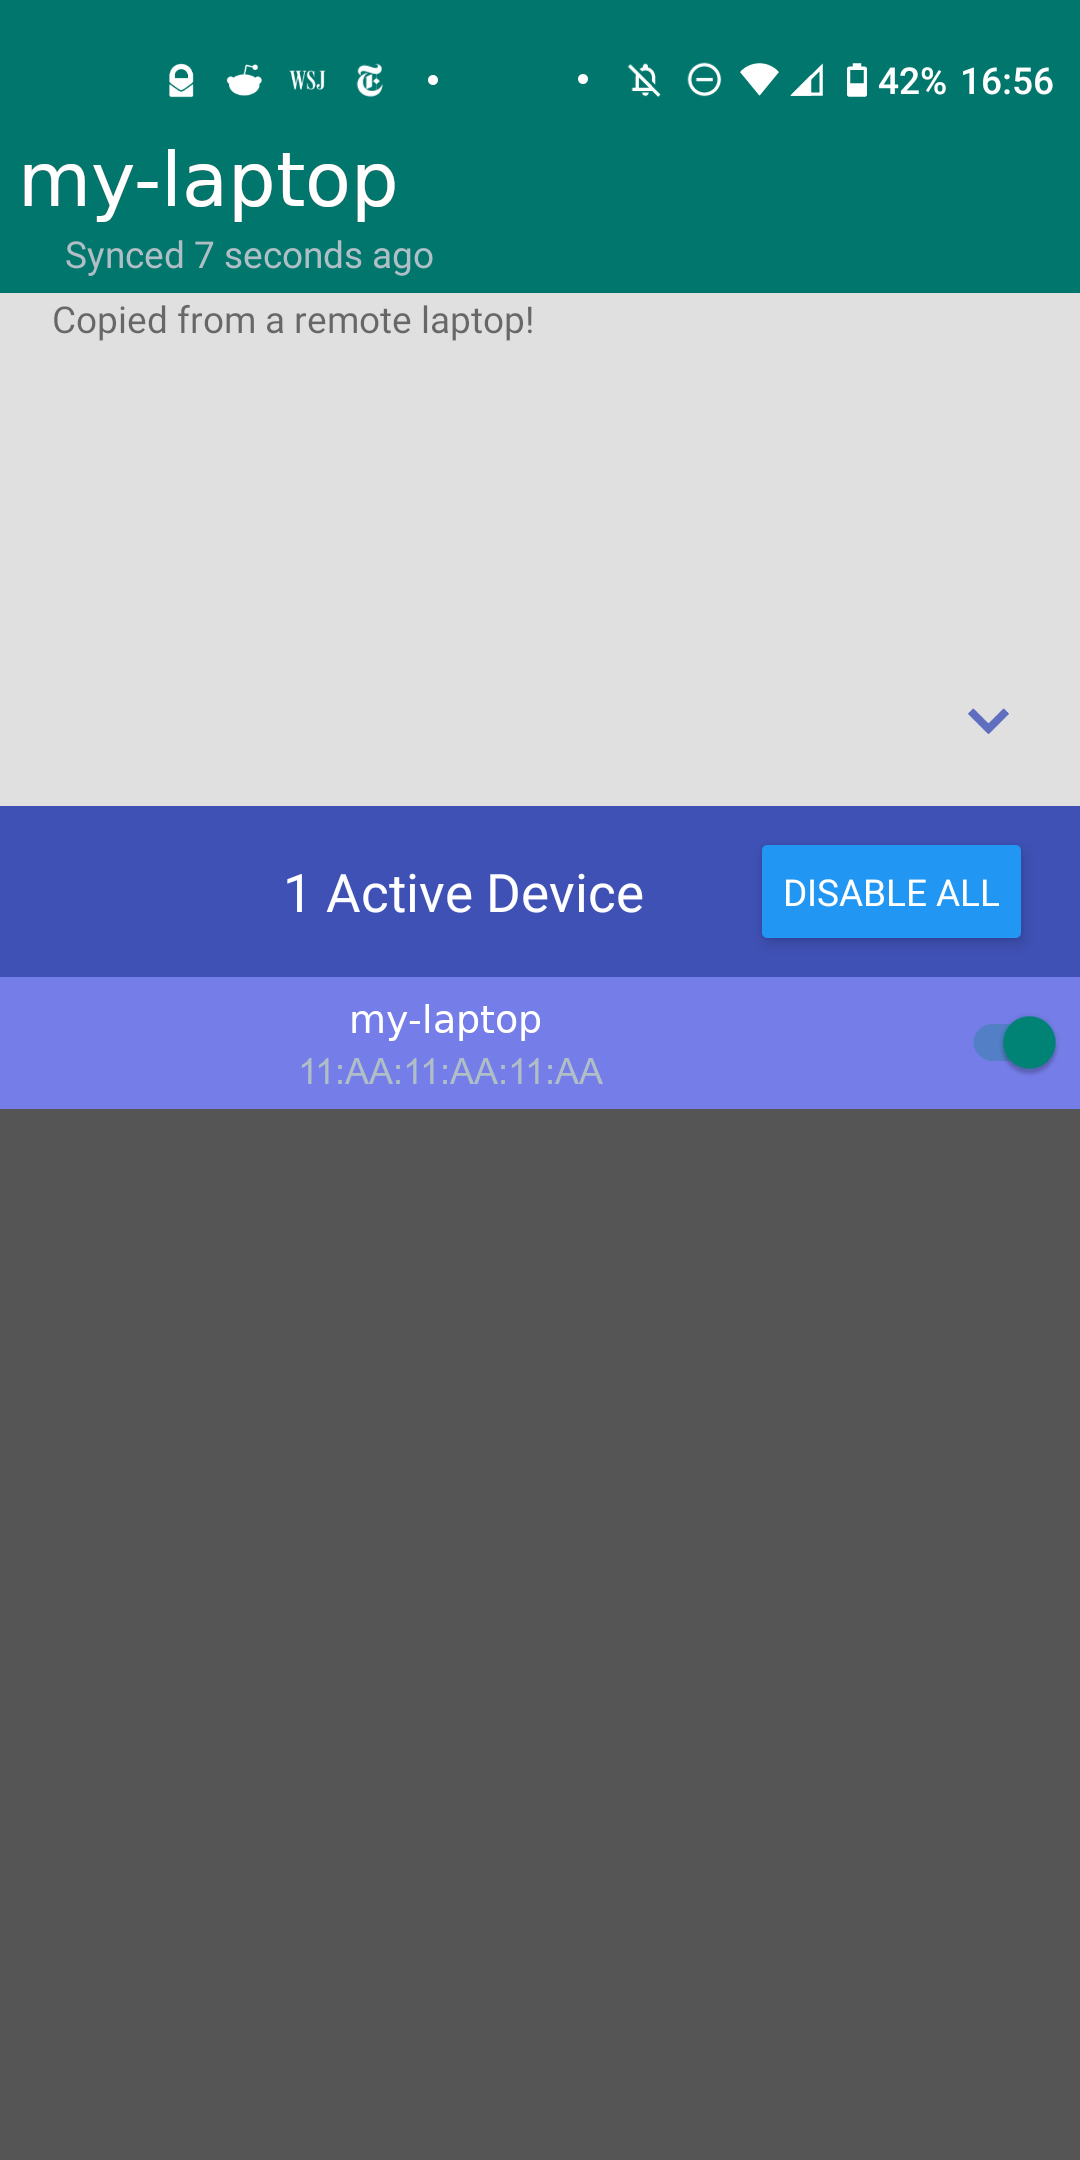 WSJ
42% 16:56
my-laptop
Synced 7 seconds ago
Copied from a remote laptop!
1 Active Device
DISABLE ALL
my-laptop
11:AA:11:AA:11:AA